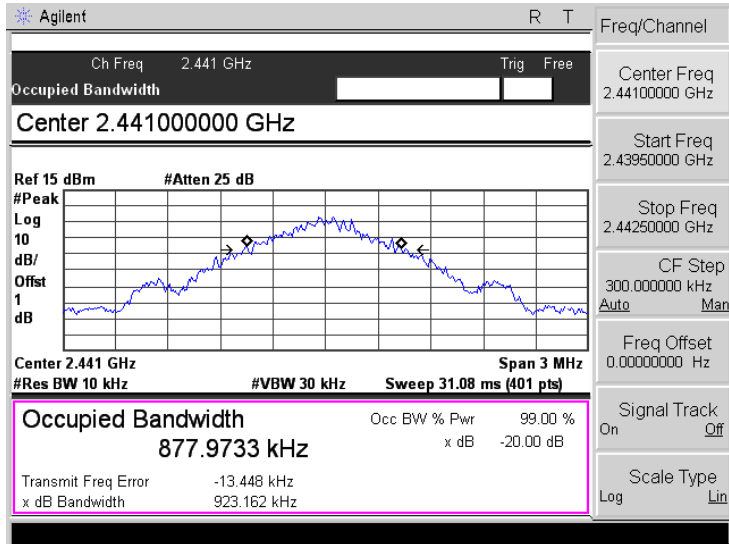 Agilent R T
Ch Freq 2.441 GHz Trig Free
Occupied Bandwidth
Center 2.441000000 GHz
Ref 15 dBm #Atten 25 dB
#Peak
Log
10
dB/
Offst
1
dB
Center 2.441 GHz Span 3 MHz
#Res BW 10 kHz #VBW 30 kHz Sweep 31.08 ms (401 pts)
Occupied Bandwidth Occ BW % Pwr 99.00 %
877.9733 kHz x dB -20.00 dB
Transmit Freq Error -13.448 kHz
x dB Bandwidth 923.162 kHz
Freq/Channel
Center Freq
2.44100000 GHz
Start Freq
2.43950000 GHz
Stop Freq
2.44250000 GHz
CF Step
300.000000 kHz
Auto Man
Freq Offset
0.00000000 Hz
Signal Track
On Off
Scale Type
Log Lin